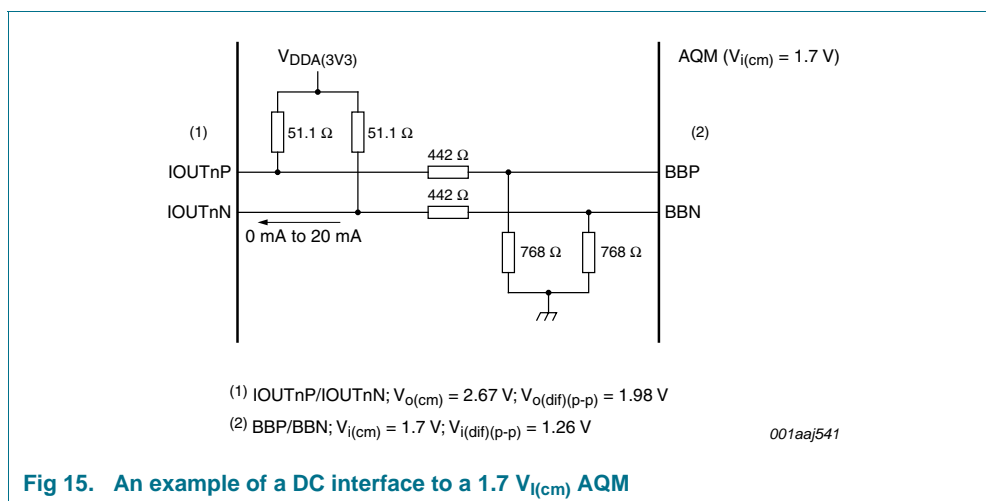 VDDA(3V3)
AQM (Vi(cm) = 1.7 V)
(1)
51.1 Ω
51.1 Ω
(2)
442 Ω
IOUTnP
BBP
442 Ω
IOUTnN
BBN
0 mA to 20 mA
768 Ω
768 Ω
(1) IOUTnP/IOUTnN; Vo(cm) = 2.67 V; Vo(dif)(p-p) = 1.98 V
(2) BBP/BBN; Vi(cm) = 1.7 V; Vi(dif)(p-p) = 1.26 V
001aaj541
Fig 15. An example of a DC interface to a 1.7 VI(cm) AQM